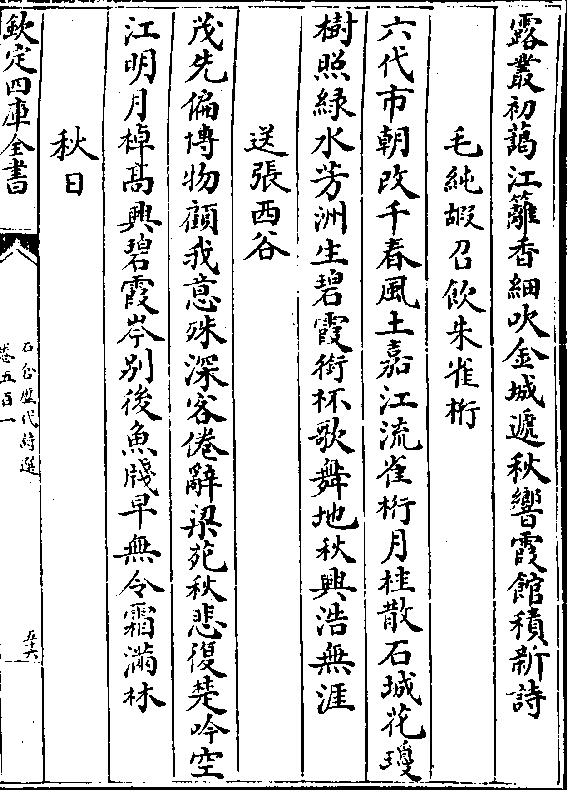 露叢初藹江籬香細吹金城遞秋響霞館積新詩
毛純嘏召飲朱雀桁
六代市朝改千春風土嘉江流雀桁月桂散石城花瓊
樹照緑水芳洲生碧霞銜杯歌舞地秋興浩無涯
送張西谷
茂先偏博物顧我意殊深客倦辭梁苑秋悲復楚吟空
江明月棹高興碧霞岑别後魚牋早無令霜滿林
秋日
欽定四庫全書
石倉歴代詩選
卷五百一
五十六